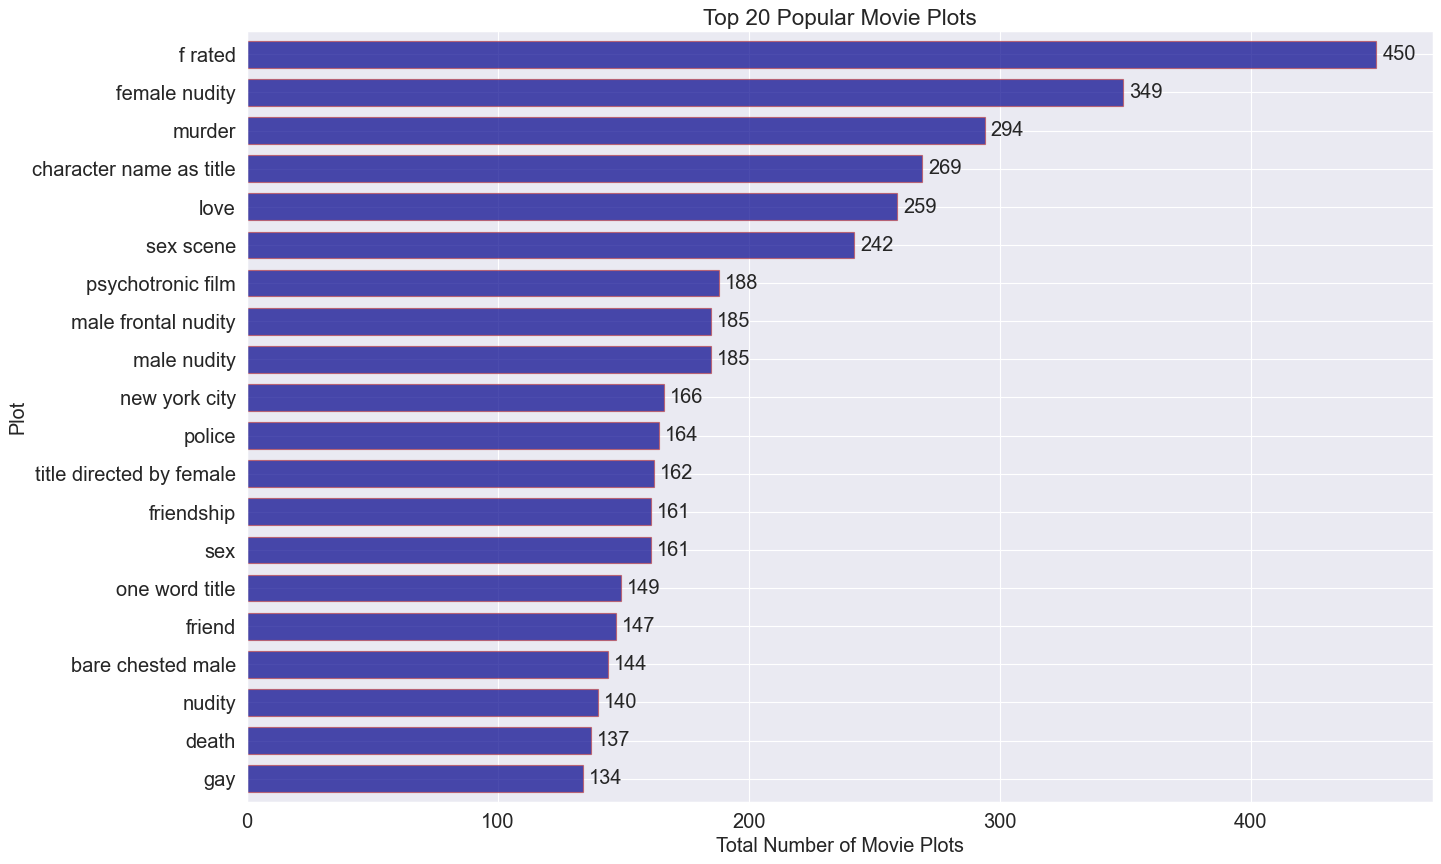 Top 20 Popular Movie Plots
f rated 450
female nudity 349
murder 294
character name as title 269
love 259
sex scene 242
psychotronic film 188
male frontal nudity 185
male nudity 185
new york city 166
police 164
title directed by female 162
friendship 161
sex 161
one word title 149
friend 147
bare chested male 144
nudity 140
death 137
gay 134
Plot
0 100 200 300 400
Total Number of Movie Plots